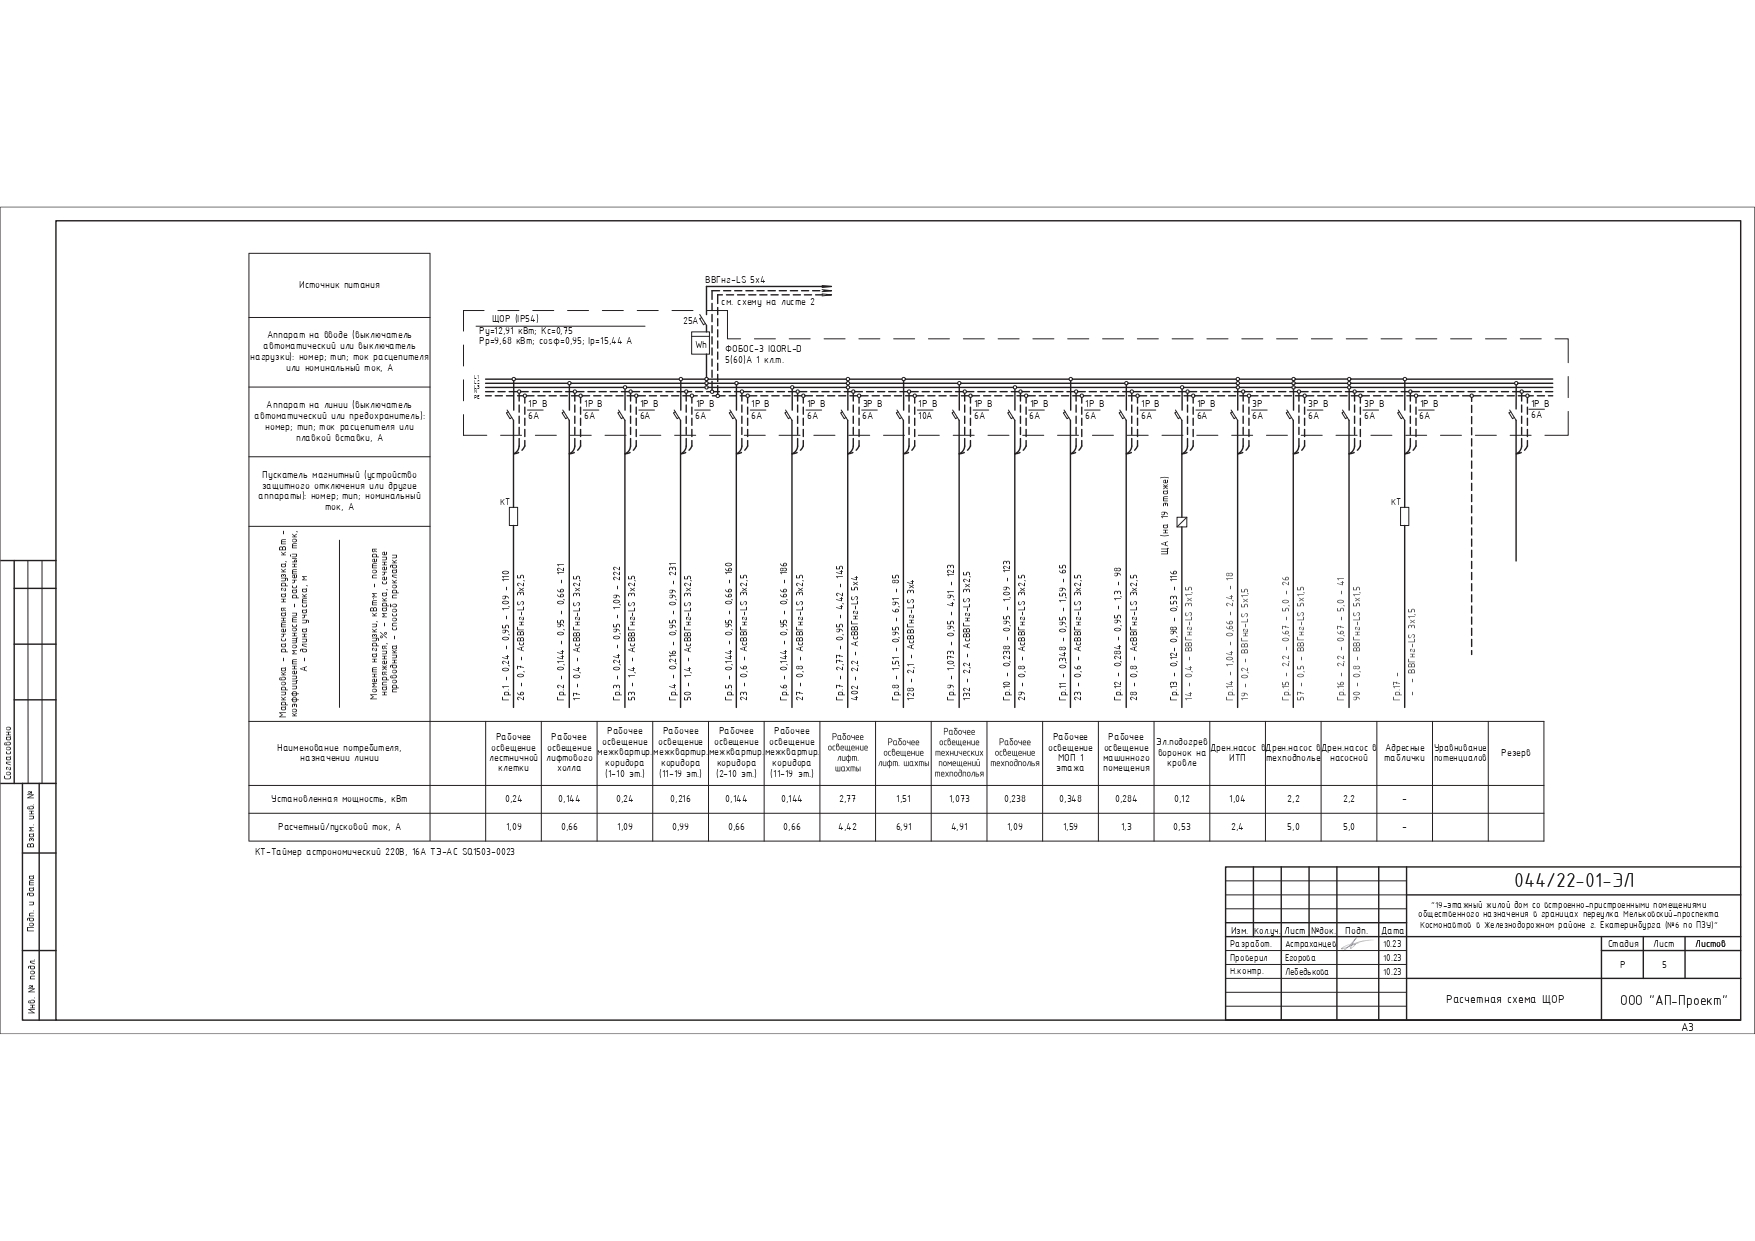 Источник питания
Аппарат на вводе (выключатель
автоматический или выключатель
нагрузки): номер; тип; ток расцепителя
или номинальный ток, А
Аппарат на линии (выключатель
автоматический или предохранитель):
номер; тип; ток расцепителя или
плавкой вставки, А
Пускатель магнитный (устройство
защитного отключения или другие
аппараты): номер; тип; номинальный
ток, А
Маркировка - расчетная нагрузка, кВт -
коэффициент мощности - расчетный ток,
А - длина участка, м
Момент нагрузки, кВт·м - потеря
напряжения,% - марка, сечение
проводника - способ прокладки
ВВГнг-LS 5х4
см. схему на листе 2
ЩОР (IP54)
Ру=12,91 кВт; Кс=0,75
Рр=9,68 кВт; cosφ=0,95; Iр=15,44 А
25А
Wh
ФОБОС-3 IQORL-D
5(60)А 1 кл.т.
L1
L2
L3
N
PE
1Р В
6А
1Р В
6А
1Р В
6А
1Р В
6А
1Р В
6А
1Р В
6А
3Р В
6А
1Р В
10А
1Р В
6А
1Р В
6А
1Р В
6А
1Р В
6А
1Р В
6А
3Р
6А
3Р В
6А
3Р В
6А
1Р В
6А
1Р В
6А
КТ
ЩА (на 19 этаже)
КТ
Гр.1 - 0,24 - 0,95 - 1,09 - 110
26 - 0,7 - АсВВГнг-LS 3х2,5
Гр.2 - 0,144 - 0,95 - 0,66 - 121
17 - 0,4 - АсВВГнг-LS 3х2,5
Гр.3 - 0,24 - 0,95 - 1,09 - 222
53 - 1,4 - АсВВГнг-LS 3х2,5
Гр.4 - 0,216 - 0,95 - 0,99 - 231
50 - 1,4 - АсВВГнг-LS 3х2,5
Гр.5 - 0,144 - 0,95 - 0,66 - 160
23 - 0,6 - АсВВГнг-LS 3х2,5
Гр.6 - 0,144 - 0,95 - 0,66 - 186
27 - 0,8 - АсВВГнг-LS 3х2,5
Гр.7 - 2,77 - 0,95 - 4,42 - 145
402 - 2,2 - АсВВГнг-LS 5х4
Гр.8 - 1,51 - 0,95 - 6,91 - 85
128 - 2,1 - АсВВГнг-LS 3х4
Гр.9 - 1,073 - 0,95 - 4,91 - 123
132 - 2,2 - АсВВГнг-LS 3х2,5
Гр.10 - 0,238 - 0,95 - 1,09 - 123
29 - 0,8 - АсВВГнг-LS 3х2,5
Гр.11 - 0,348 - 0,95 - 1,59 - 65
23 - 0,6 - АсВВГнг-LS 3х2,5
Гр.12 - 0,284 - 0,95 - 1,3 - 98
28 - 0,8 - АсВВГнг-LS 3х2,5
Гр.13 - 0,12- 0,98 - 0,53 - 116
14 - 0,4 - ВВГнг-LS 3х1,5
Гр.14 - 1,04 - 0,66 - 2,4 - 18
19 - 0,2 - ВВГнг-LS 5х1,5
Гр.15 - 2,2 - 0,67 - 5,0 - 26
57 - 0,5 - ВВГнг-LS 5х1,5
Гр.16 - 2,2 - 0,67 - 5,0 - 41
90 - 0,8 - ВВГнг-LS 5х1,5
Гр.17 -
- - ВВГнг-LS 3х1,5
Наименование потребителя,
назначении линии
Рабочее
освещение
лестничной
клетки
Рабочее
освещение
лифтового
холла
Рабочее
освещение
межквартир.
коридора
(1-10 эт.)
Рабочее
освещение
межквартир.
коридора
(11-19 эт.)
Рабочее
освещение
межквартир.
коридора
(2-10 эт.)
Рабочее
освещение
межквартир.
коридора
(11-19 эт.)
Рабочее
освещение
лифт.
шахты
Рабочее
освещение
лифт. шахты
Рабочее
освещение
технических
помещений
техподполья
Рабочее
освещение
техподполья
Рабочее
освещение
МОП 1
этажа
Рабочее
освещение
машинного
помещения
Эл.подогрев
воронок на
кровле
Дрен.насос в
ИТП
Дрен.насос в
техподполье
Дрен.насос в
насосной
Адресные
таблички
Уравнивание
потенциалов
Резерв
Установленная мощность, кВт
0,24 0,144 0,24 0,216 0,144 0,144 2,77 1,51 1,073 0,238 0,348 0,284 0,12 1,04 2,2 2,2 -
Расчетный/пусковой ток, А
1,09 0,66 1,09 0,99 0,66 0,66 4,42 6,91 4,91 1,09 1,59 1,3 0,53 2,4 5,0 5,0 -
КТ-Таймер астрономический 220В, 16А ТЭ-АС SQ1503-0023
Согласовано
Взам. инв. №
Подп. и дата
Инв. № подл.
044/22-01-ЭЛ
"19-этажный жилой дом со встроенно-пристроенными помещениями
общественного назначения в границах переулка Мельковский-проспекта
Космонавтов в Железнодорожном районе г. Екатеринбурга (№6 по ПЗУ)"
Изм. Кол.уч. Лист №док. Подп. Дата
Разработ. Астраханцев 10.23
Проверил Егорова 10.23
Н.контр. Лебедькова 10.23
Стадия Лист Листов
Р 5
Расчетная схема ЩОР
ООО "АП-Проект"
А3